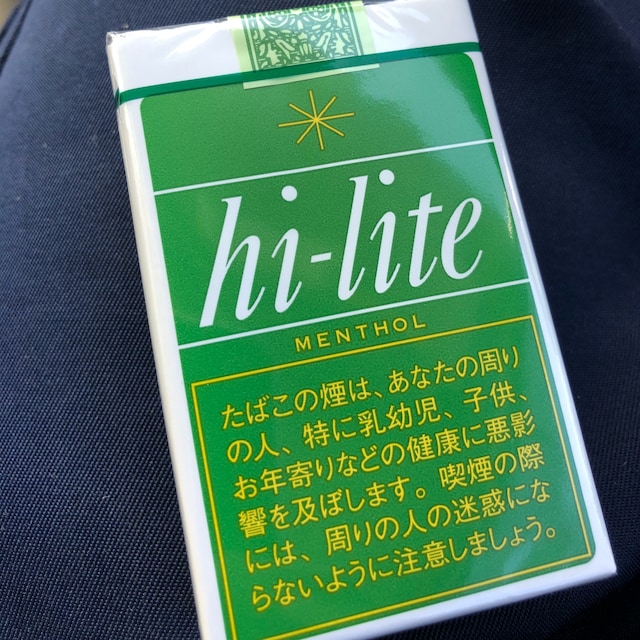 hi-lite
MENTHOL
たばこの煙は、あなたの周り
の人、特に乳幼児、子供、
お年寄りなどの健康に悪影
響を及ぼします。喫煙の際
には、周りの人の迷惑にな
らないように注意しましょう。